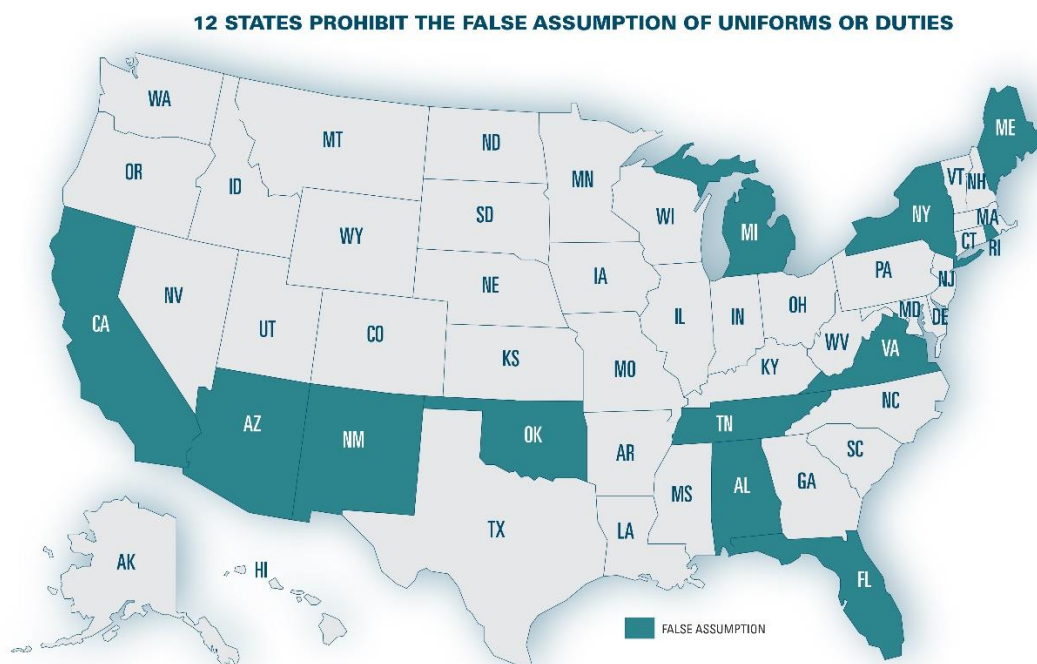 12 STATES PROHIBIT THE FALSE ASSUMPTION OF UNIFORMS OR DUTIES
WA
MT
ND
MN
ME
OR
ID
SD
WI
VT
NH
NY
MI
MA
WY
CT
RI
IA
PA
NE
NJ
NV
OH
IL
IN
MD
DE
UT
CO
CA
WV
VA
KS
MO
KY
NC
AZ
TN
NM
OK
AR
SC
MS
AL
GA
TX
LA
AK
HI
FL
FALSE ASSUMPTION